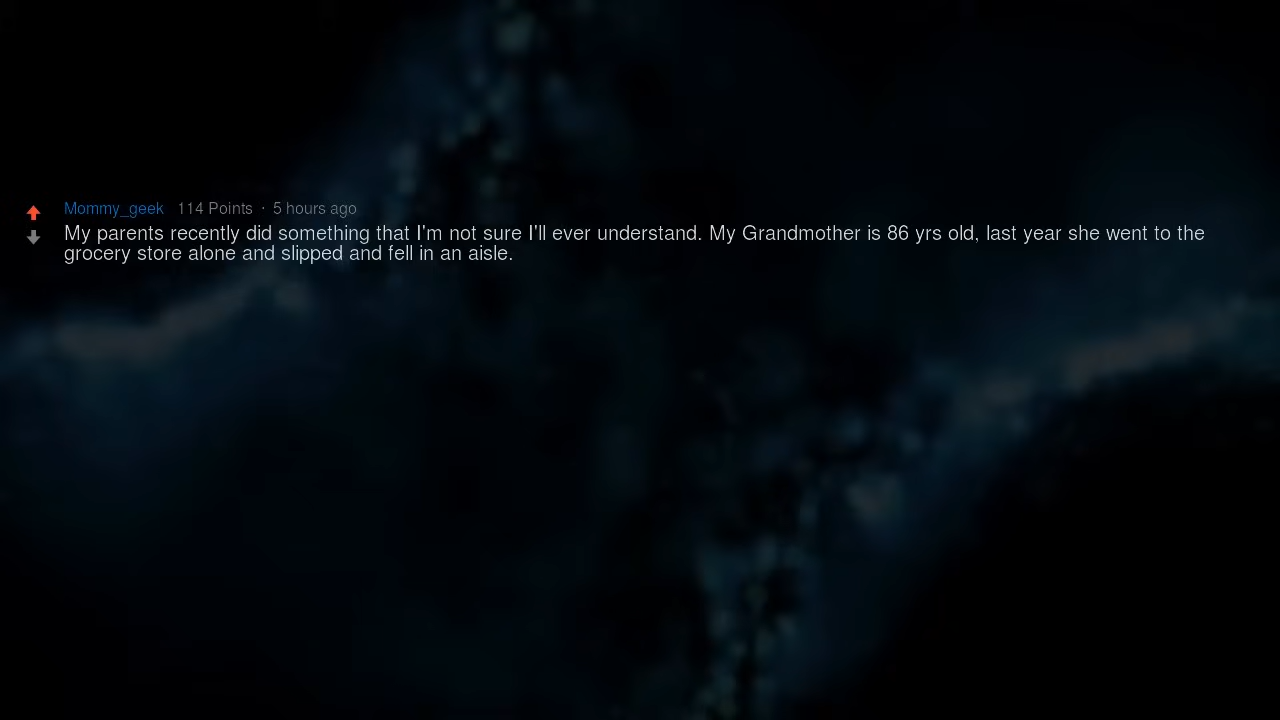 Mommy_geek 114 Points · 5 hours ago
My parents recently did something that I'm not sure I'll ever understand. My Grandmother is 86 yrs old, last year she went to the
grocery store alone and slipped and fell in an aisle.